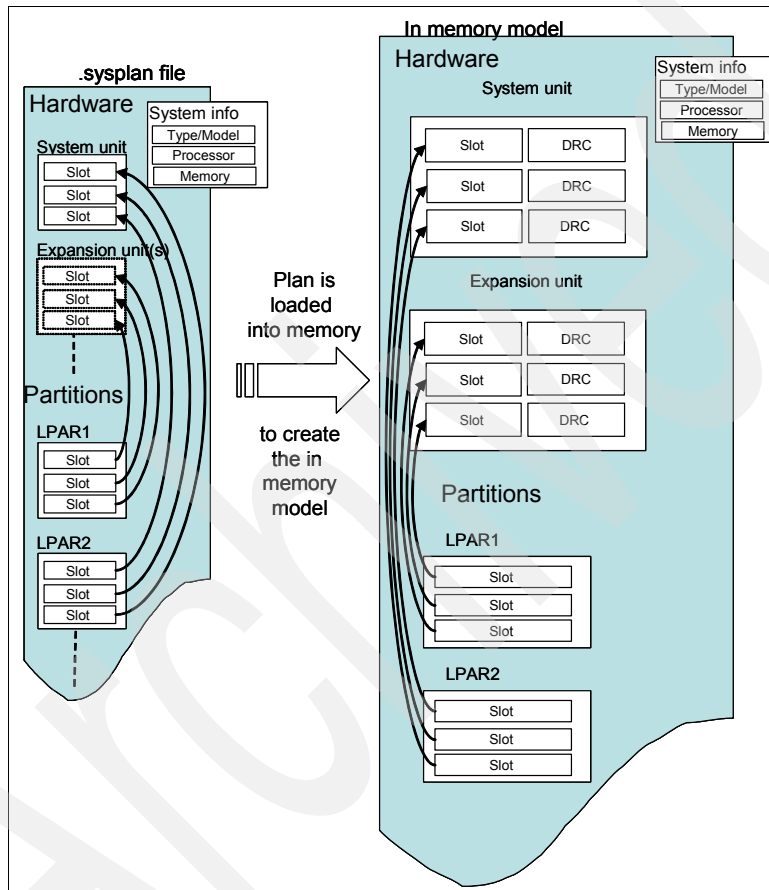 .sysplan file
Hardware
System info
Type/Model
Processor
Memory
System unit
Slot
Slot
Slot
Expansion unit(s)
Slot
Slot
Slot
Partitions
LPAR1
Slot
Slot
Slot
LPAR2
Slot
Slot
Slot
Plan is
loaded
into memory
to create
the in
memory
model
In memory model
Hardware
System info
Type/Model
Processor
Memory
System unit
Slot DRC
Slot DRC
Slot DRC
Expansion unit
Slot DRC
Slot DRC
Slot DRC
Partitions
LPAR1
Slot
Slot
Slot
LPAR2
Slot
Slot
Slot
Archived